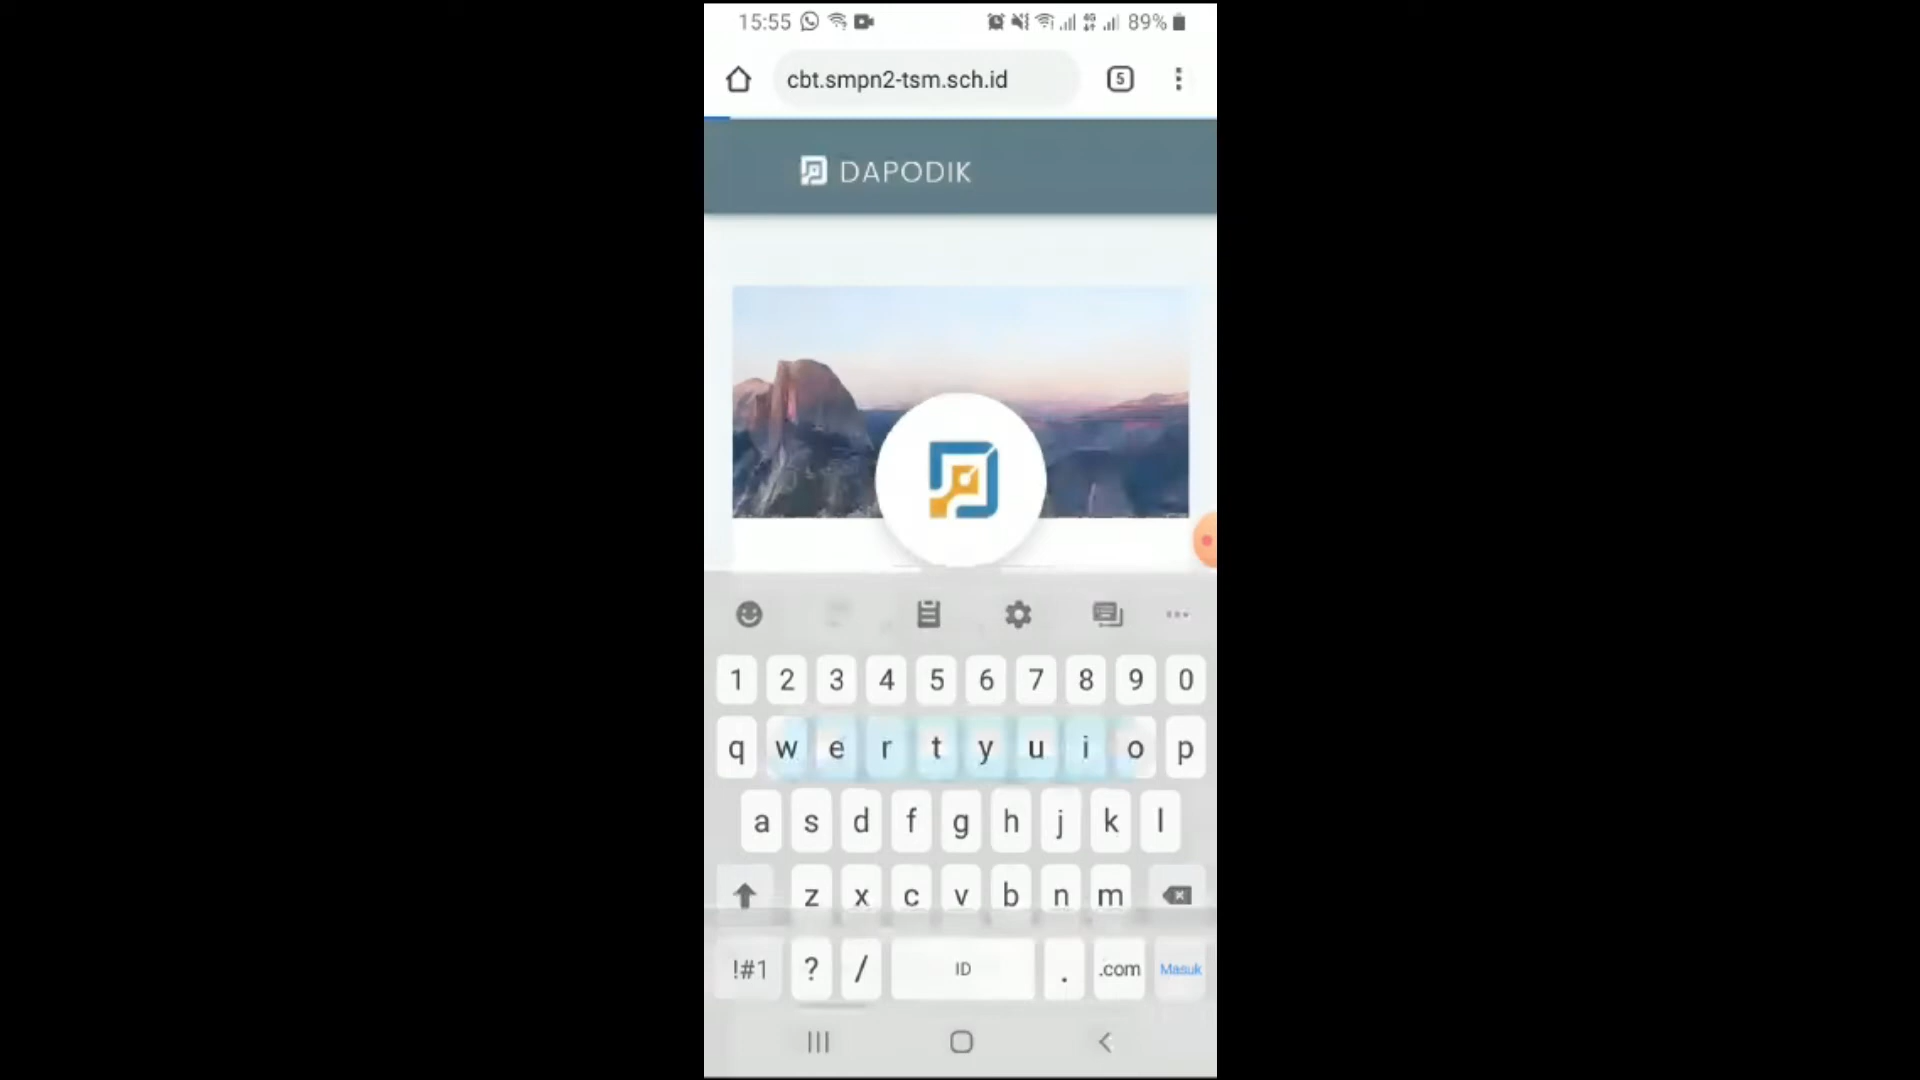 15:55 4G 89%
cbt.smpn2-tsm.sch.id 5
DAPODIK
1 2 3 4 5 6 7 8 9 0
q w e r t y u i o p
a s d f g h j k l
z x c v b n m
!#1 ? / ID . .com Masuk